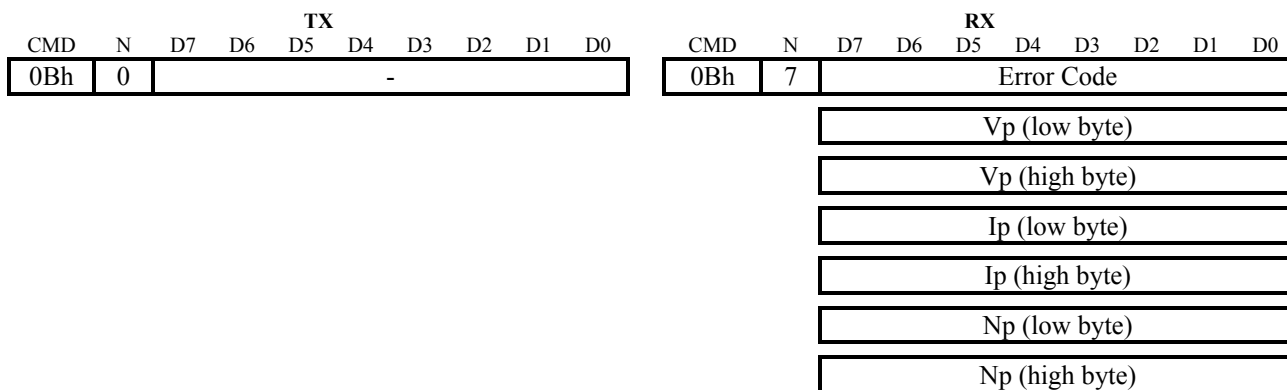 TX RX
CMD N D7 D6 D5 D4 D3 D2 D1 D0 CMD N D7 D6 D5 D4 D3 D2 D1 D0
0Bh 0 - 0Bh 7 Error Code
Vp (low byte)
Vp (high byte)
Ip (low byte)
Ip (high byte)
Np (low byte)
Np (high byte)